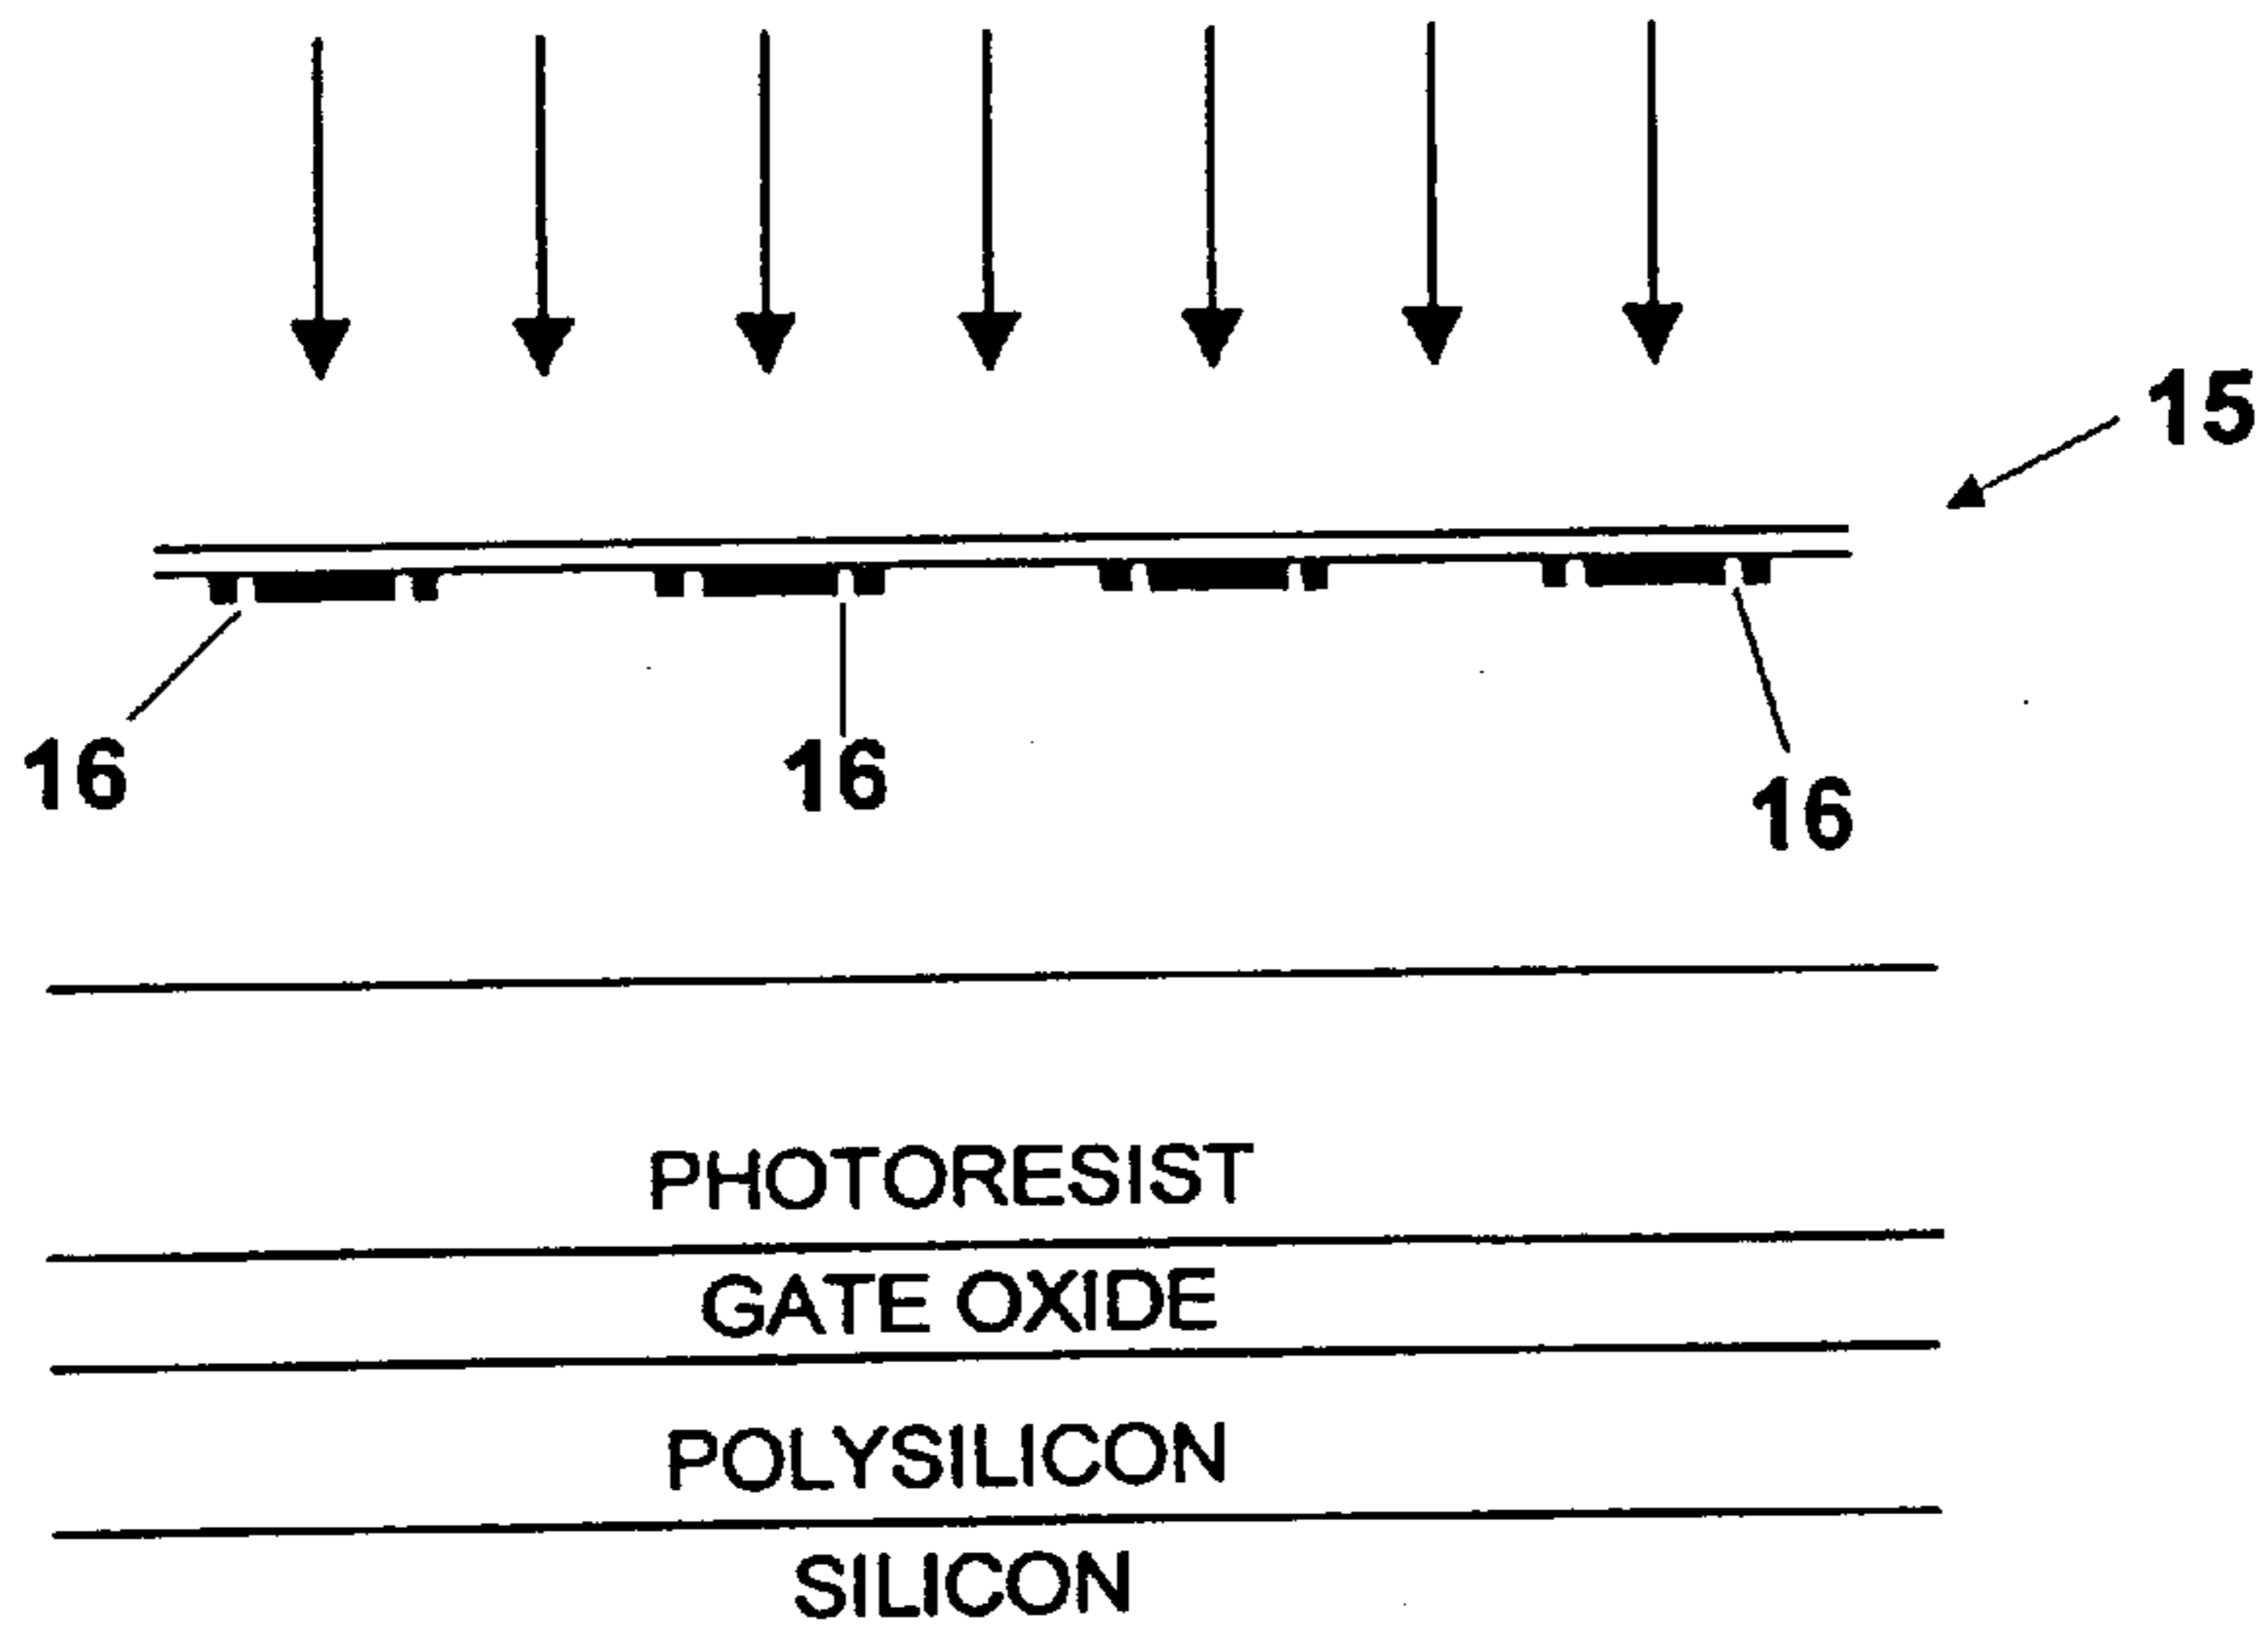 15
16 16 16
PHOTORESIST
GATE OXIDE
POLYSILICON
SILICON